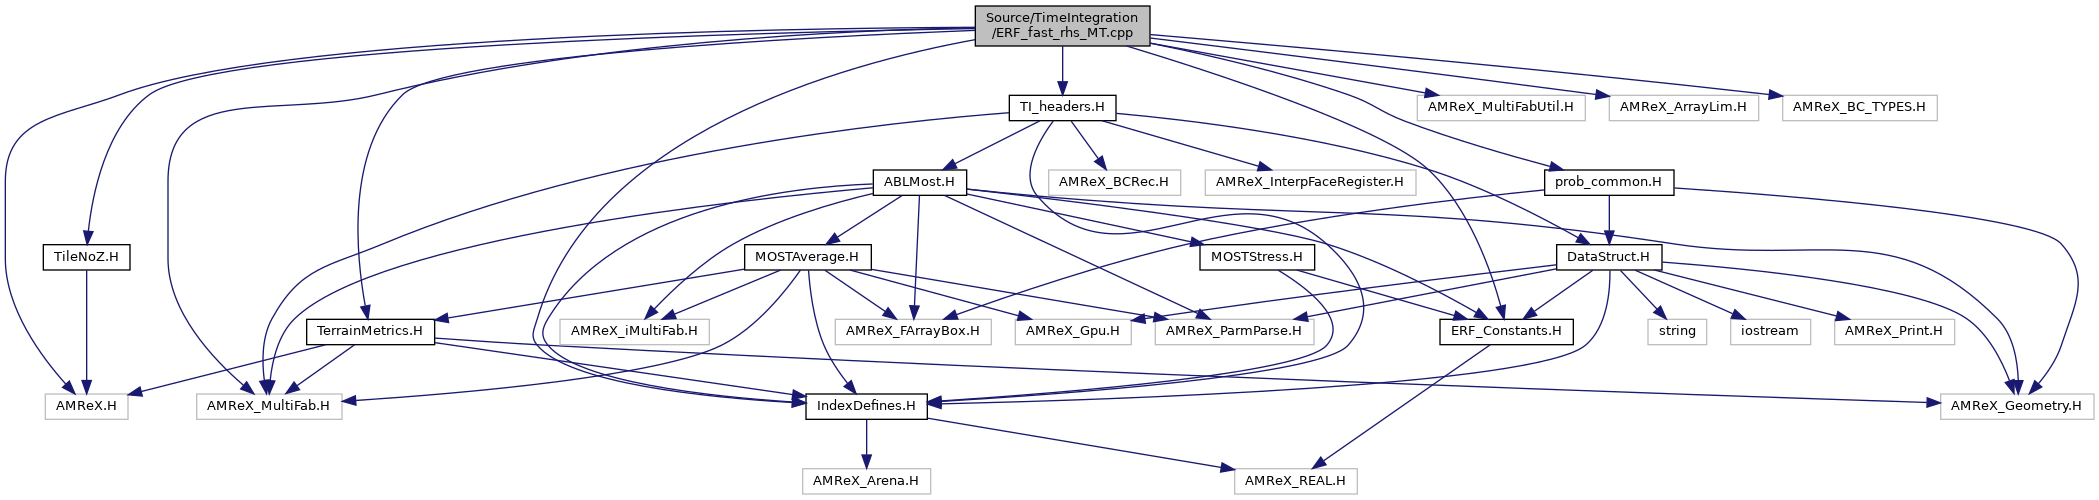 Source/TimeIntegration
/ERF_fast_rhs_MT.cpp
TI_headers.H
AMReX_MultiFabUtil.H
AMReX_ArrayLim.H
AMReX_BC_TYPES.H
ABLMost.H
AMReX_BCRec.H
AMReX_InterpFaceRegister.H
prob_common.H
TileNoZ.H
MOSTAverage.H
MOSTStress.H
DataStruct.H
TerrainMetrics.H
AMReX_iMultiFab.H
AMReX_FArrayBox.H
AMReX_Gpu.H
AMReX_ParmParse.H
ERF_Constants.H
string
iostream
AMReX_Print.H
AMReX.H
AMReX_MultiFab.H
IndexDefines.H
AMReX_Geometry.H
AMReX_Arena.H
AMReX_REAL.H